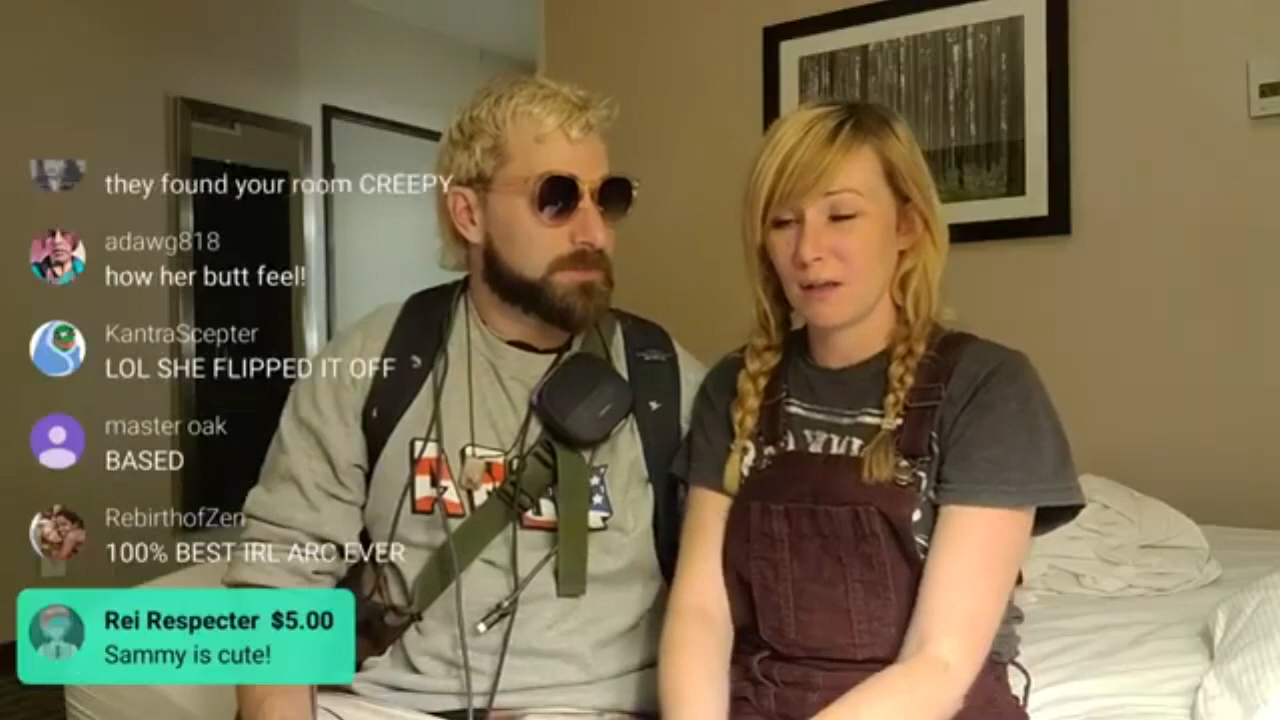 they found your room CREEPY
adawg818
how her butt feel!
KantraScepter
LOL SHE FLIPPED IT OFF
master oak
BASED
RebirthofZen
100% BEST IRL ARC EVER
Rei Respecter $5.00
Sammy is cute!